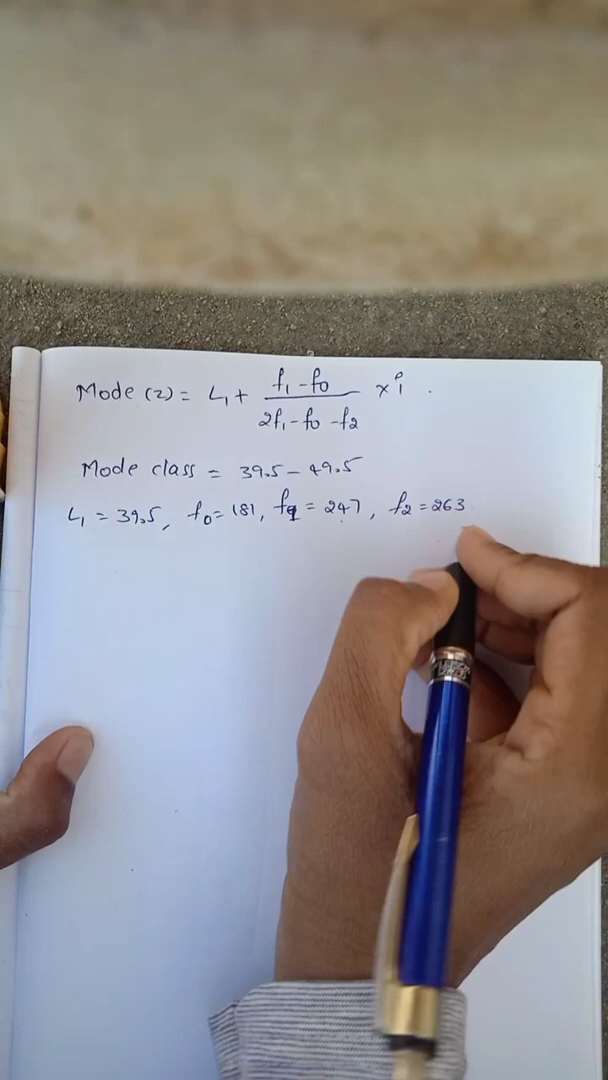 Mode (z) = L1 + f1 - f0 / 2f1 - f0 - f2 × i .
Mode class = 39.5 - 49.5
L1 = 39.5, f0 = 181, f1 = 247, f2 = 263